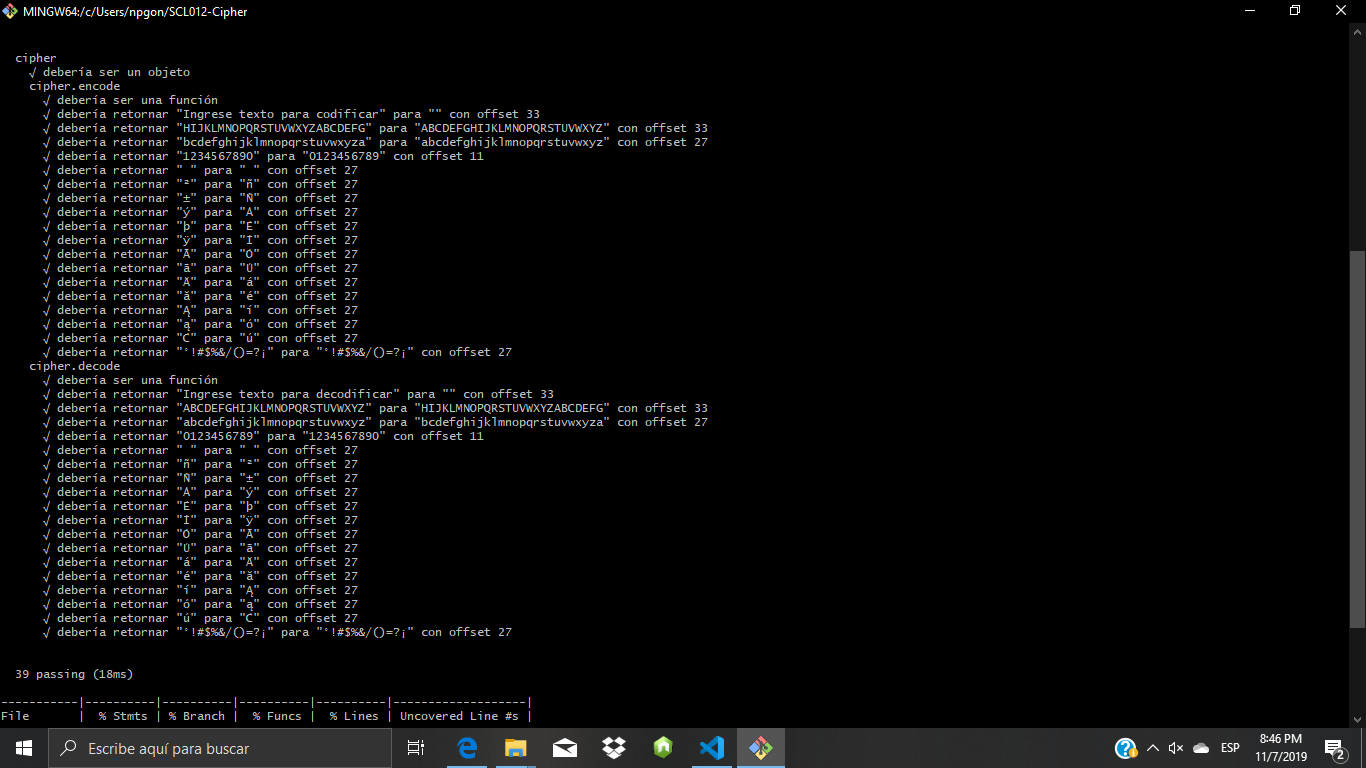 MINGW64:/c/Users/npgon/SCL012-Cipher
cipher
√ debería ser un objeto
cipher.encode
√ debería ser una función
√ debería retornar "Ingrese texto para codificar" para "" con offset 33
√ debería retornar "HIJKLMNOPQRSTUVWXYZABCDEFG" para "ABCDEFGHIJKLMNOPQRSTUVWXYZ" con offset 33
√ debería retornar "bcdefghijklmnopqrstuvwxyza" para "abcdefghijklmnopqrstuvwxyz" con offset 27
√ debería retornar "1234567890" para "0123456789" con offset 11
√ debería retornar " " para " " con offset 27
√ debería retornar "ª" para "ñ" con offset 27
√ debería retornar "±" para "Ñ" con offset 27
√ debería retornar "ý" para "Á" con offset 27
√ debería retornar "þ" para "É" con offset 27
√ debería retornar "ÿ" para "Í" con offset 27
√ debería retornar "Ā" para "Ó" con offset 27
√ debería retornar "ā" para "Ú" con offset 27
√ debería retornar "Ă" para "á" con offset 27
√ debería retornar "ă" para "é" con offset 27
√ debería retornar "Ą" para "í" con offset 27
√ debería retornar "ą" para "ó" con offset 27
√ debería retornar "Ć" para "ú" con offset 27
√ debería retornar "°!#$%&/()=?¡" para "°!#$%&/()=?¡" con offset 27
cipher.decode
√ debería ser una función
√ debería retornar "Ingrese texto para decodificar" para "" con offset 33
√ debería retornar "ABCDEFGHIJKLMNOPQRSTUVWXYZ" para "HIJKLMNOPQRSTUVWXYZABCDEFG" con offset 33
√ debería retornar "abcdefghijklmnopqrstuvwxyz" para "bcdefghijklmnopqrstuvwxyza" con offset 27
√ debería retornar "0123456789" para "1234567890" con offset 11
√ debería retornar " " para " " con offset 27
√ debería retornar "ñ" para "ª" con offset 27
√ debería retornar "Ñ" para "±" con offset 27
√ debería retornar "Á" para "ý" con offset 27
√ debería retornar "É" para "þ" con offset 27
√ debería retornar "Í" para "ÿ" con offset 27
√ debería retornar "Ó" para "Ā" con offset 27
√ debería retornar "Ú" para "ā" con offset 27
√ debería retornar "á" para "Ă" con offset 27
√ debería retornar "é" para "ă" con offset 27
√ debería retornar "í" para "Ą" con offset 27
√ debería retornar "ó" para "ą" con offset 27
√ debería retornar "ú" para "Ć" con offset 27
√ debería retornar "°!#$%&/()=?¡" para "°!#$%&/()=?¡" con offset 27
39 passing (18ms)
-----------|----------|----------|----------|----------|-------------------|
File | % Stmts | % Branch | % Funcs | % Lines | Uncovered Line #s |
Escribe aquí para buscar
ESP
8:46 PM
11/7/2019
2